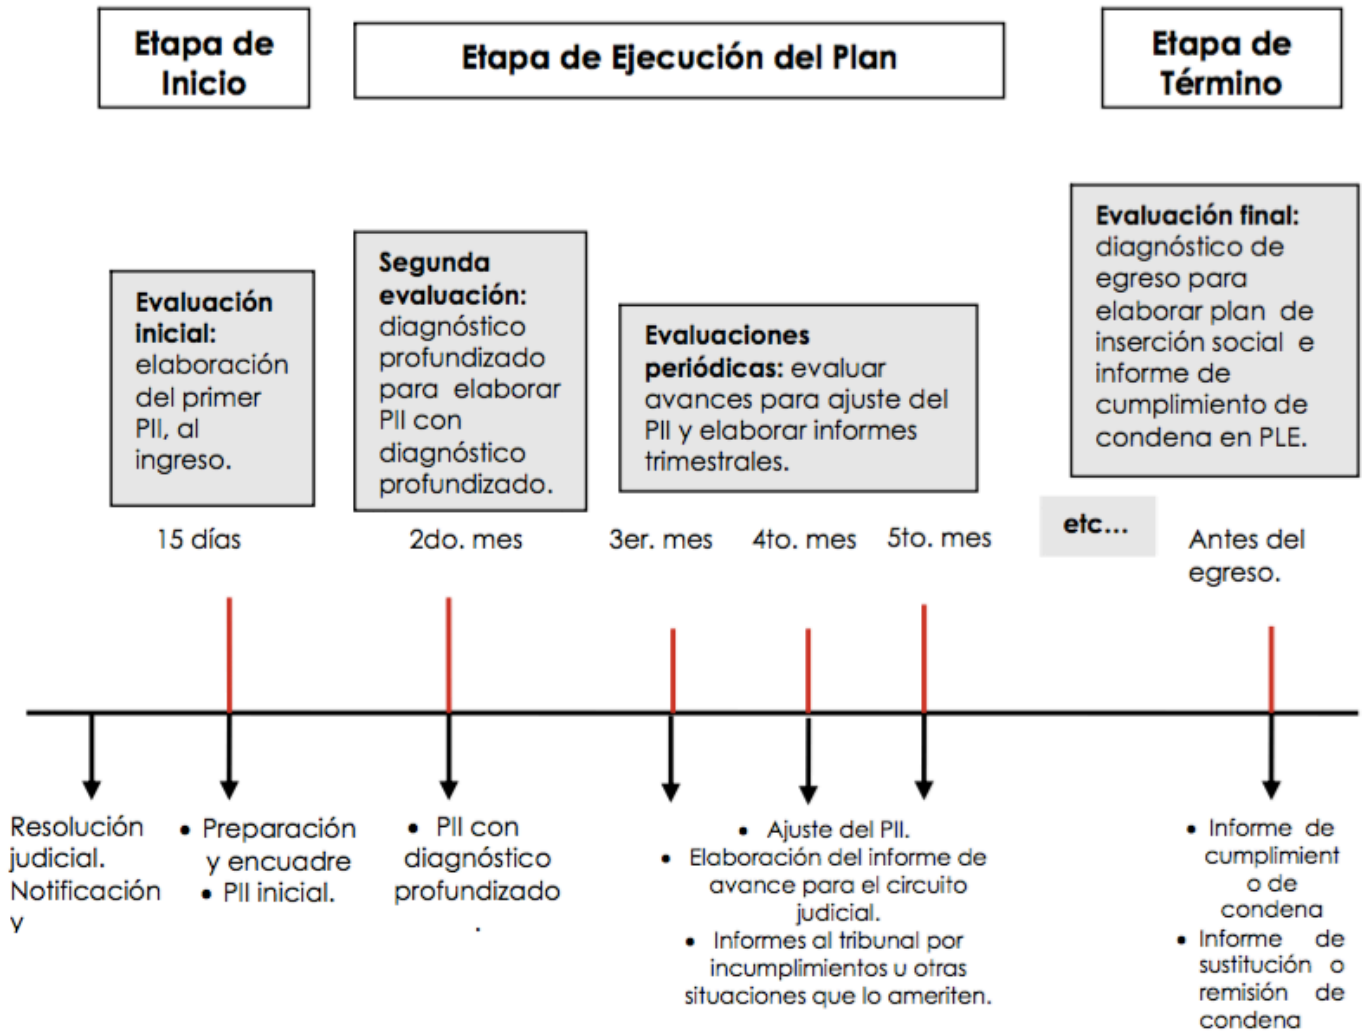 Etapa de
Inicio
Etapa de Ejecución del Plan
Etapa de
Término
Evaluación
inicial:
elaboración
del primer
PII, al
ingreso.
Segunda
evaluación:
diagnóstico
profundizado
para elaborar
PII con
diagnóstico
profundizado.
Evaluaciones
periódicas: evaluar
avances para ajuste del
PII y elaborar informes
trimestrales.
Evaluación final:
diagnóstico de
egreso para
elaborar plan de
inserción social e
informe de
cumplimiento de
condena en PLE.
15 días
2do. mes
3er. mes
4to. mes
5to. mes
etc...
Antes del
egreso.
Resolución
judicial.
Notificación
y
• Preparación
y encuadre
• PII inicial.
• PII con
diagnóstico
profundizado
.
• Ajuste del PII.
• Elaboración del informe de
avance para el circuito
judicial.
• Informes al tribunal por
incumplimientos u otras
situaciones que lo ameriten.
• Informe de
cumplimient
o de
condena
• Informe de
sustitución o
remisión de
condena